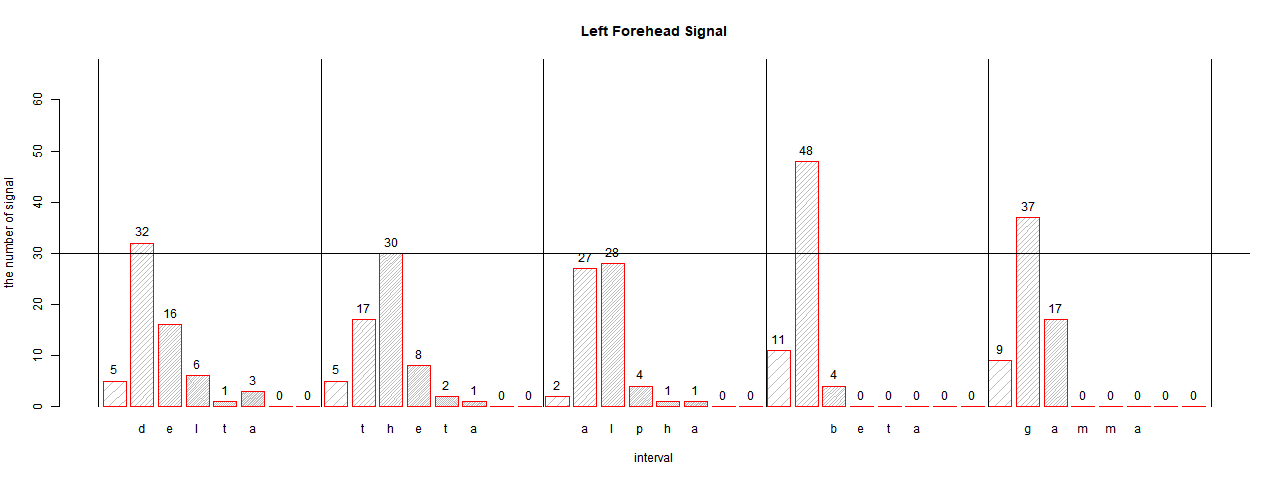 Left Forehead Signal
the number of signal
60
50
40
30
20
10
0
5 32 16 6 1 3 0 0
5 17 30 8 2 1 0 0
2 27 28 4 1 1 0 0
11 48 4 0 0 0 0 0
9 37 17 0 0 0 0 0
d e l t a t h e t a a l p h a b e t a g a m m a
interval